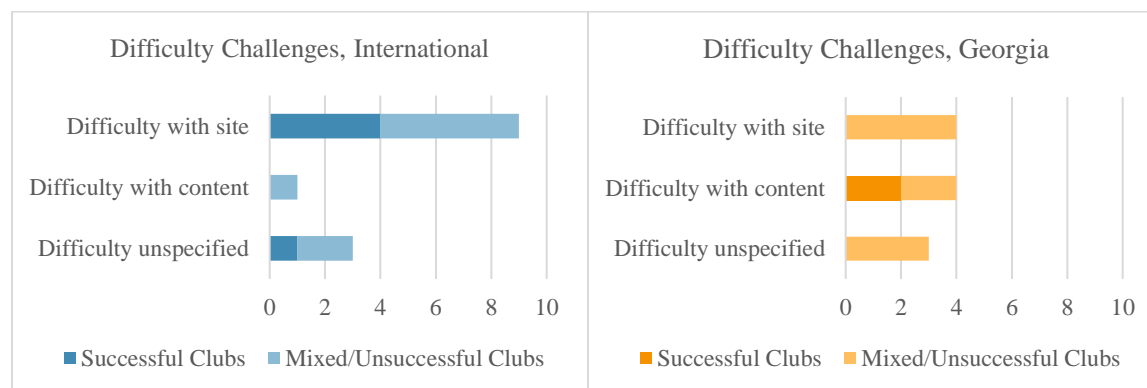 Difficulty Challenges, International
Difficulty with site
Difficulty with content
Difficulty unspecified
0 2 4 6 8 10
Successful Clubs Mixed/Unsuccessful Clubs
Difficulty Challenges, Georgia
Difficulty with site
Difficulty with content
Difficulty unspecified
0 2 4 6 8 10
Successful Clubs Mixed/Unsuccessful Clubs